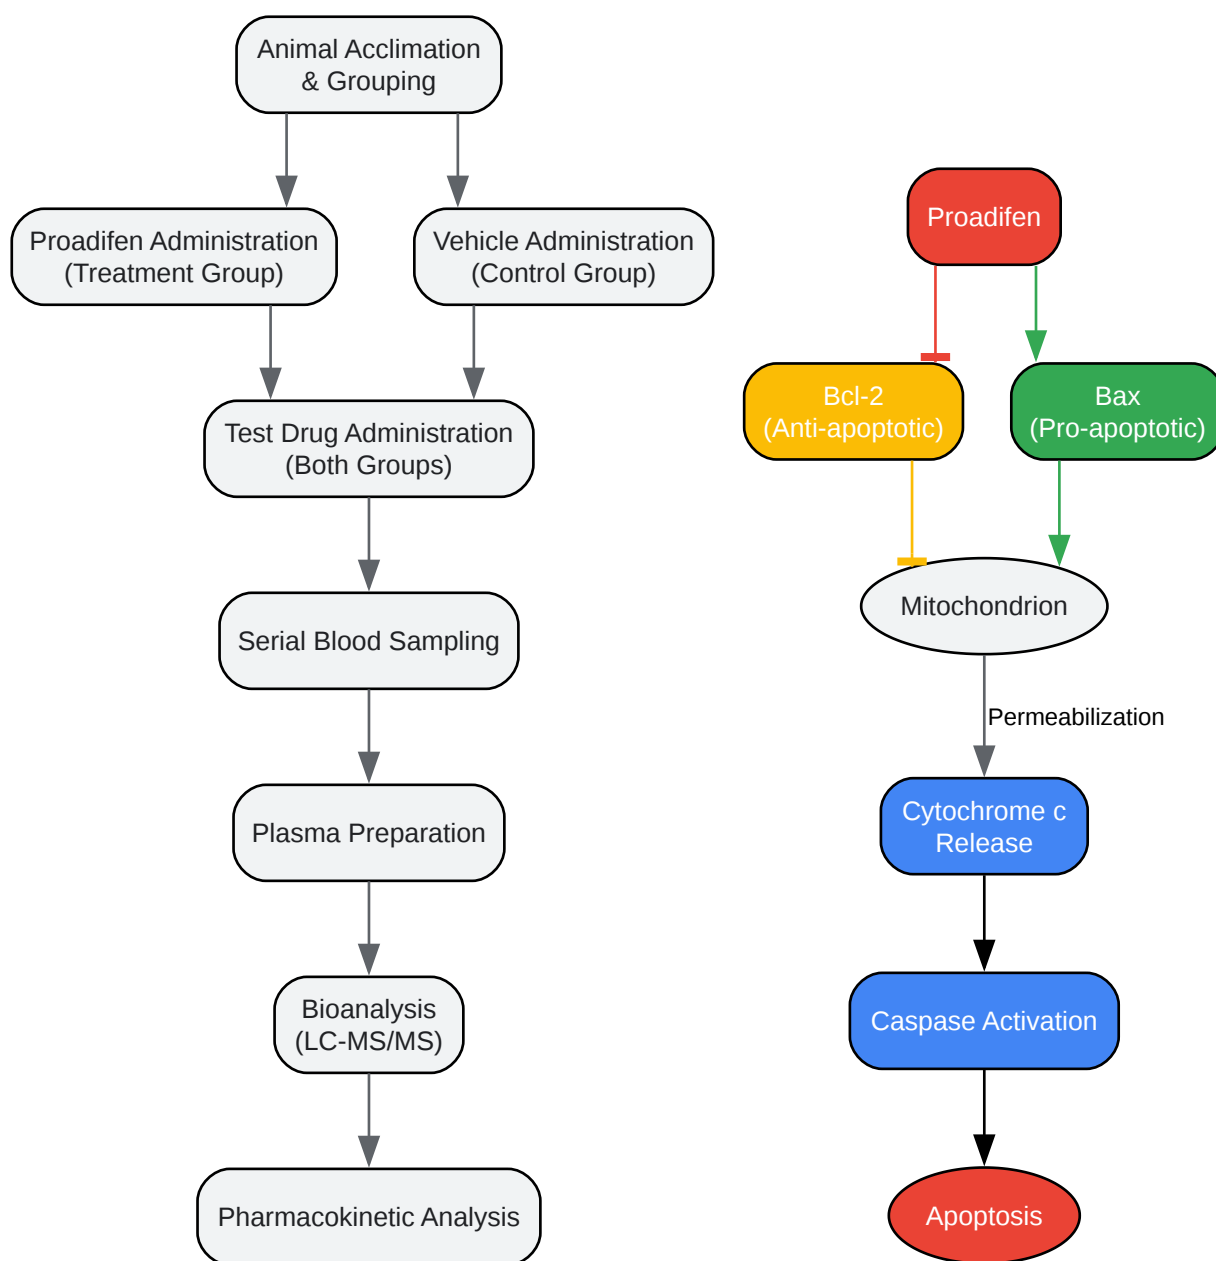 Animal Acclimation
& Grouping
Proadifen Administration
(Treatment Group)
Vehicle Administration
(Control Group)
Test Drug Administration
(Both Groups)
Serial Blood Sampling
Plasma Preparation
Bioanalysis
(LC-MS/MS)
Pharmacokinetic Analysis
Proadifen
Bcl-2
(Anti-apoptotic)
Bax
(Pro-apoptotic)
Mitochondrion
Permeabilization
Cytochrome c
Release
Caspase Activation
Apoptosis